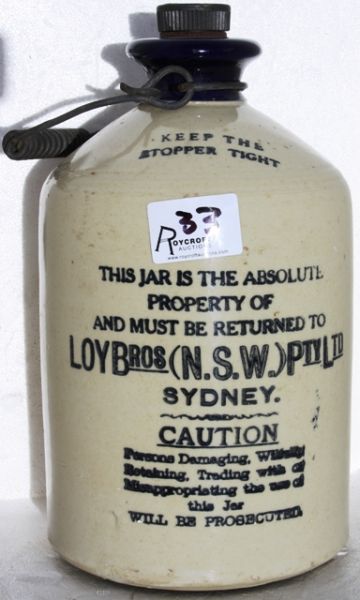 KEEP THE
STOPPER TIGHT
33
ROYCROFT
AUCTIONS
THIS JAR IS THE ABSOLUTE
PROPERTY OF
AND MUST BE RETURNED TO
LOY BROS (N.S.W.) PTY LTD
SYDNEY.
CAUTION
Persons Damaging, Wilfully
Retaining, Trading with or
Misappropriating the use of
this Jar
WILL BE PROSECUTED.